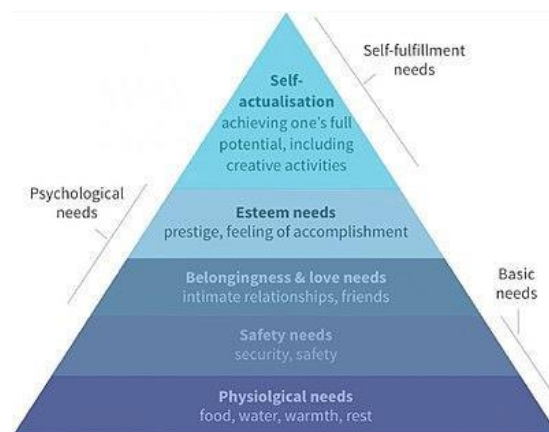 Self-fulfillment
needs
Self-
actualisation
achieving one's full
potential, including
creative activities
Psychological
needs
Esteem needs
prestige, feeling of accomplishment
Belongingness & love needs
intimate relationships, friends
Basic
needs
Safety needs
security, safety
Physiolgical needs
food, water, warmth, rest